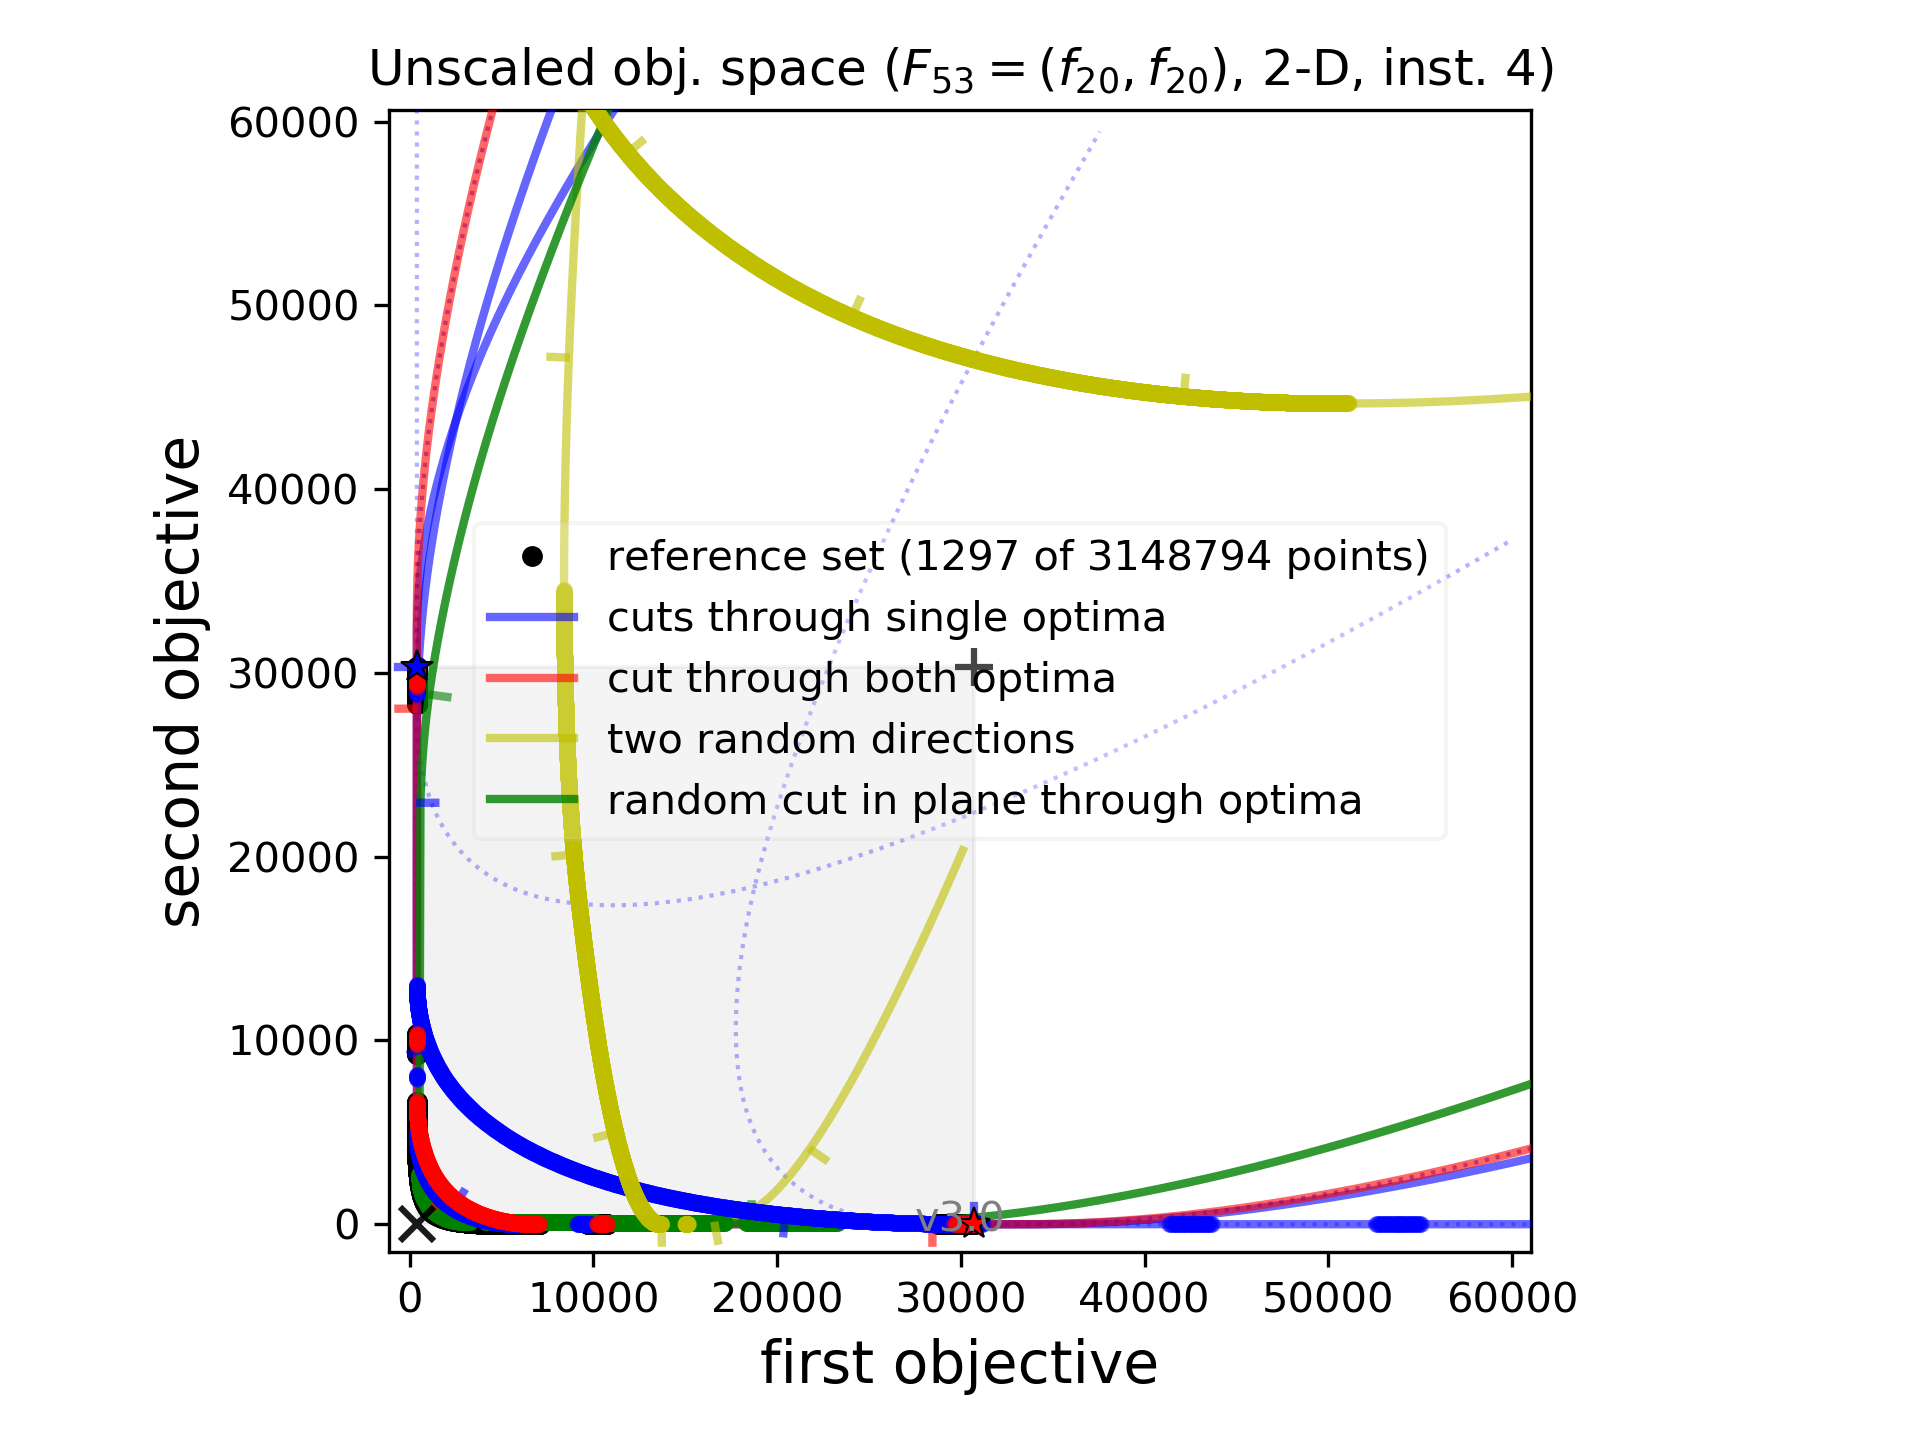 Unscaled obj. space (F53 = (f20, f20), 2-D, inst. 4)
60000
50000
40000
30000
20000
10000
0
second objective
reference set (1297 of 3148794 points)
cuts through single optima
cut through both optima
two random directions
random cut in plane through optima
v3.0
0
10000
20000
30000
40000
50000
60000
first objective